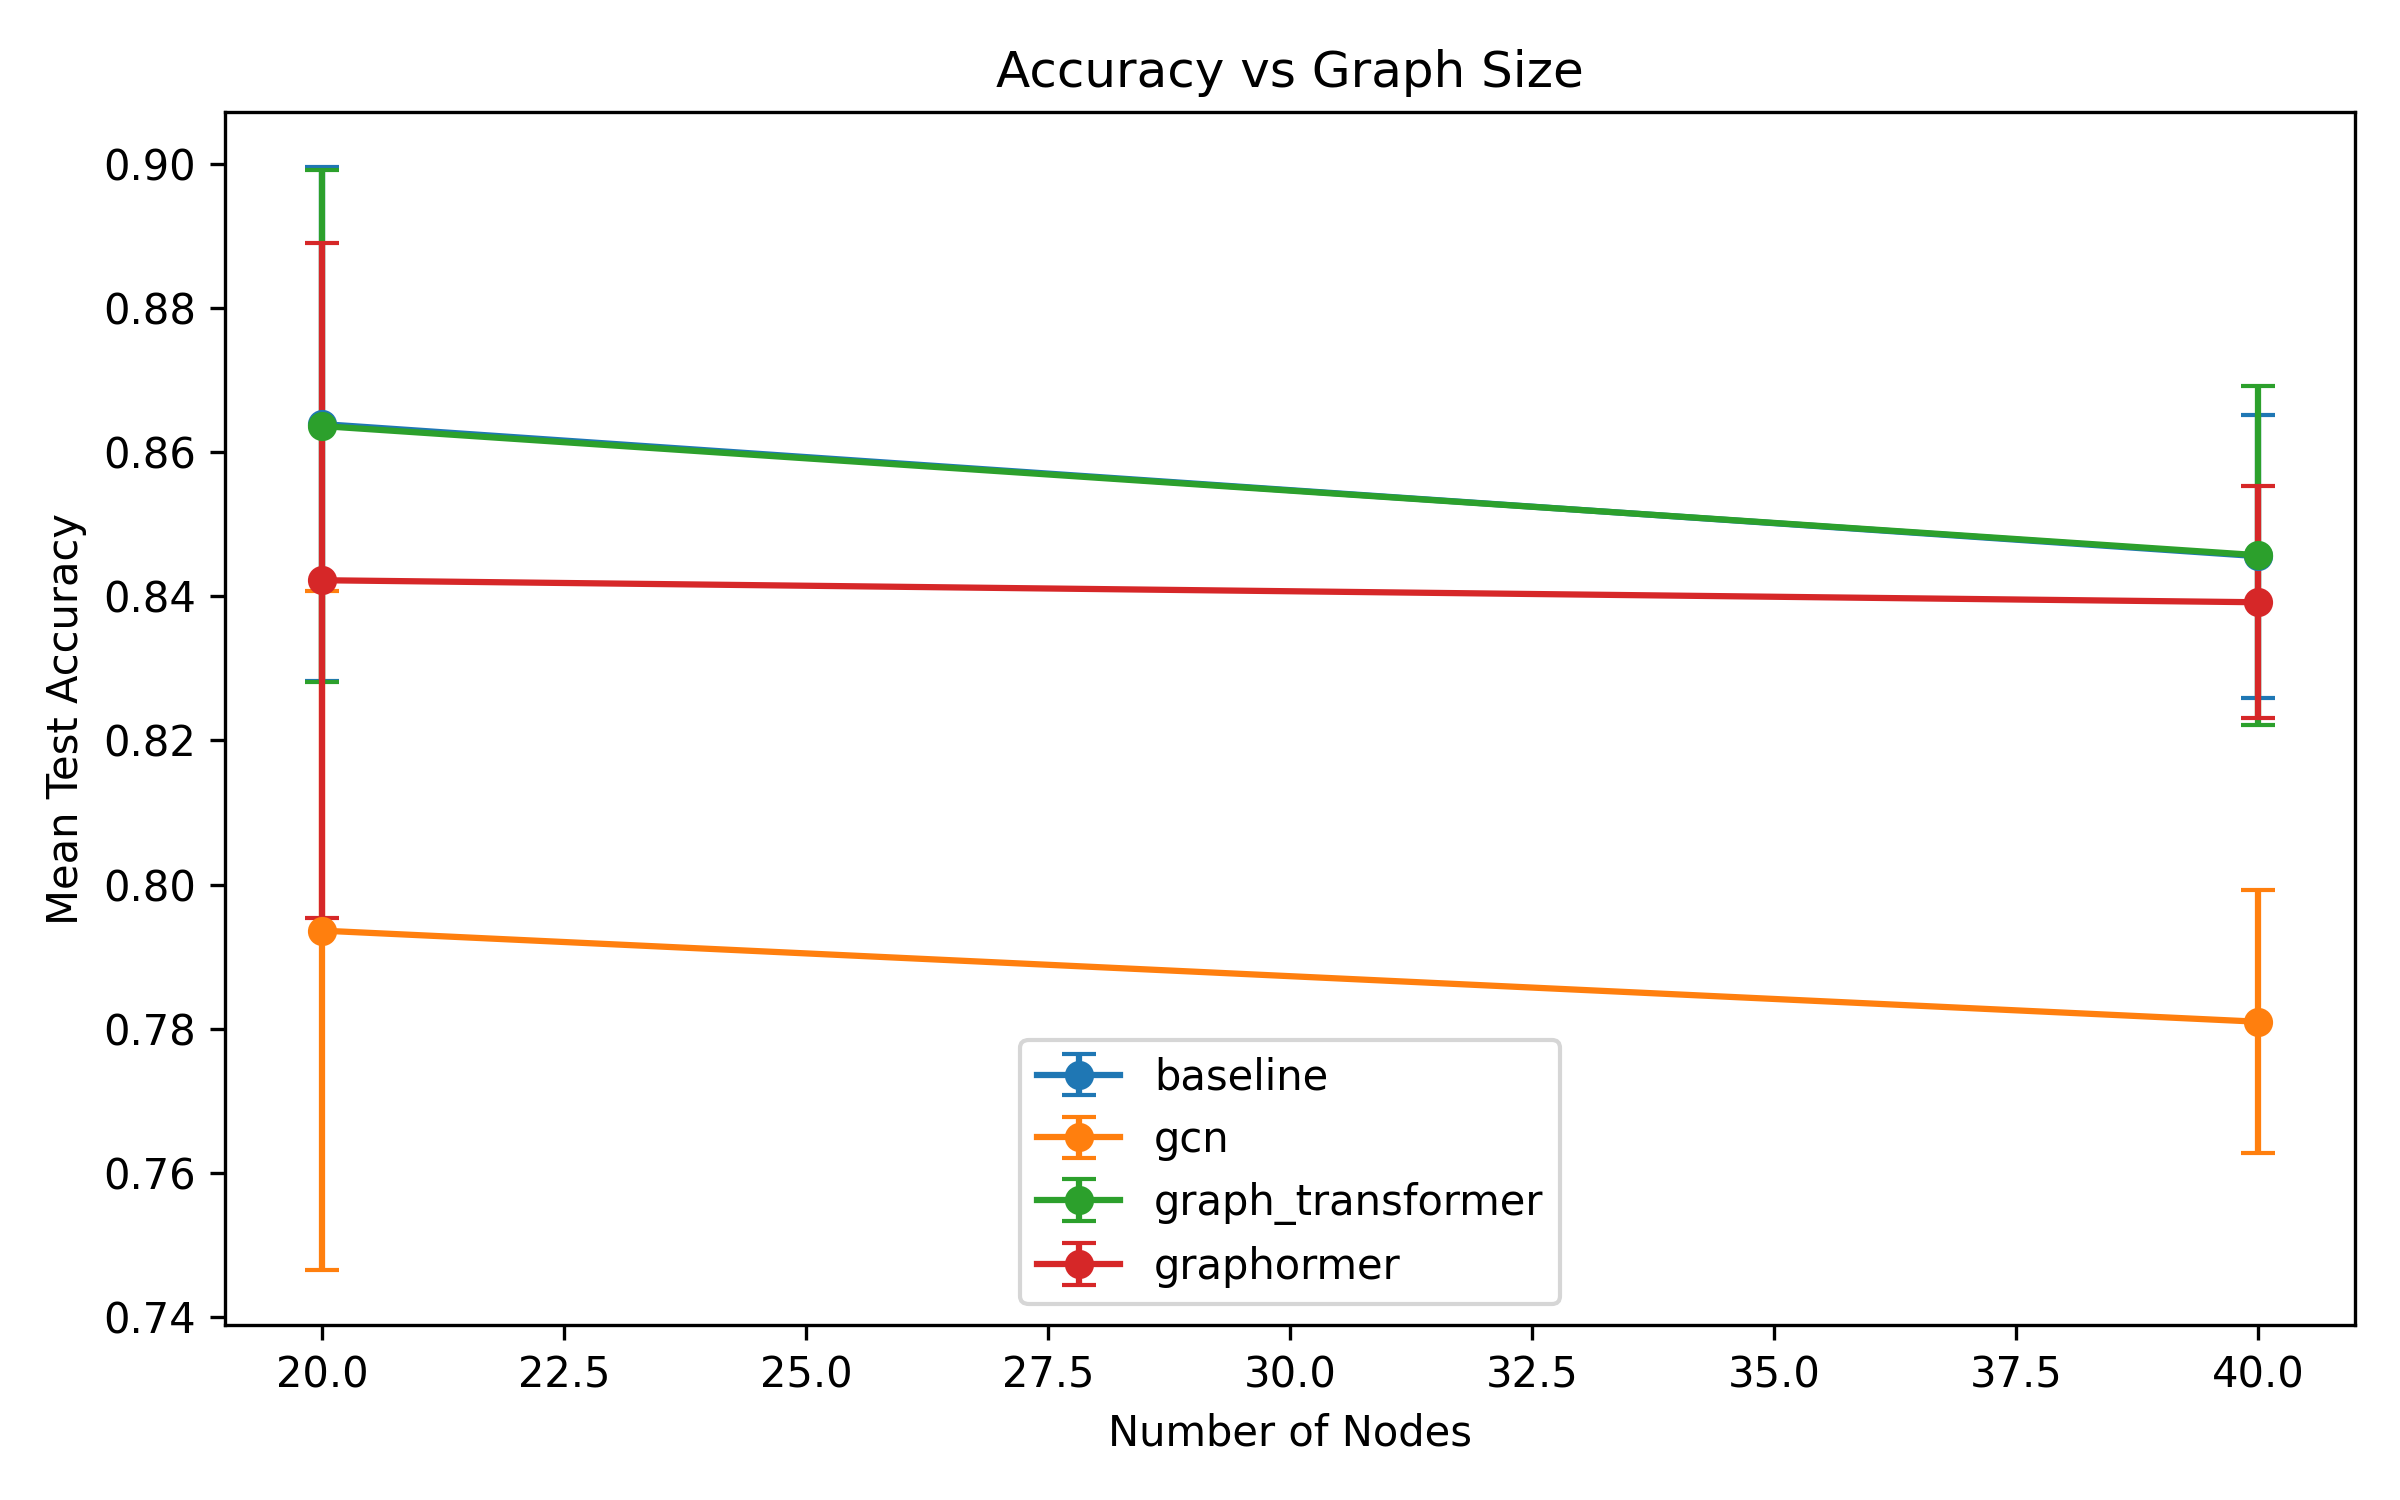 Accuracy vs Graph Size
Mean Test Accuracy
0.90
0.88
0.86
0.84
0.82
0.80
0.78
0.76
0.74
baseline
gcn
graph_transformer
graphormer
20.0 22.5 25.0 27.5 30.0 32.5 35.0 37.5 40.0
Number of Nodes